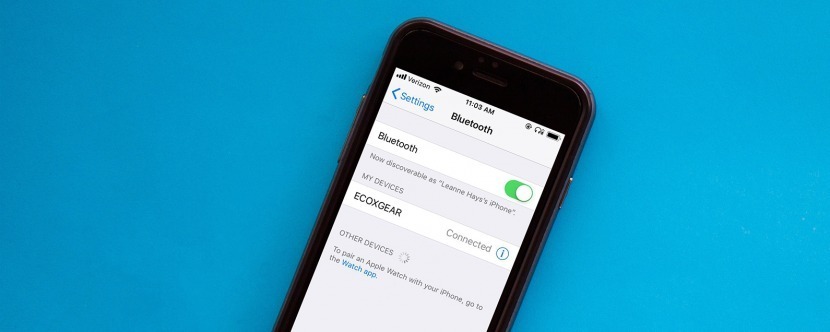 Verizon
11:03 AM
Settings
Bluetooth
Bluetooth
Now discoverable as "Leanne Hays's iPhone".
MY DEVICES
ECOXGEAR
Connected
OTHER DEVICES
To pair an Apple Watch with your iPhone, go to
the Watch app.